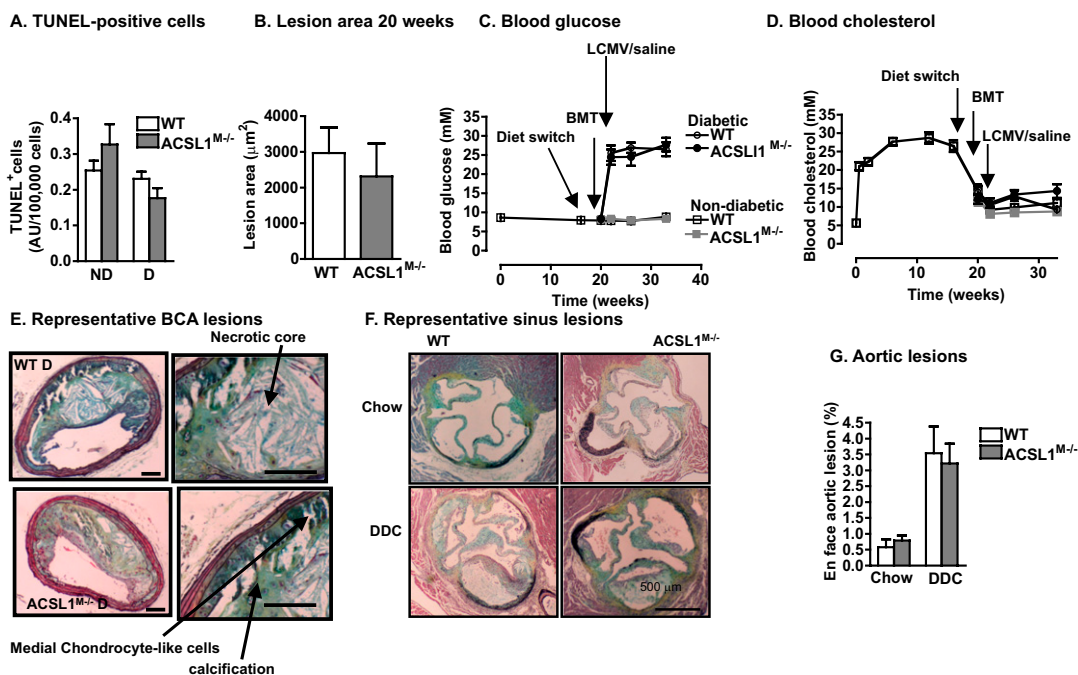 A. TUNEL-positive cells
TUNEL⁺cells
(AU/100,000 cells)
0.4
0.3
0.2
0.1
0.0
WT
ACSL1ᴹ⁻/⁻
ND
D
B. Lesion area 20 weeks
Lesion area (μm²)
4000
3000
2000
1000
0
WT
ACSL1ᴹ⁻/⁻
C. Blood glucose
LCMV/saline
BMT
Diet switch
Blood glucose (mM)
35
30
25
20
15
10
5
0
0
10
20
30
40
Time (weeks)
Diabetic
WT
ACSLI1ᴹ⁻/⁻
Non-diabetic
WT
ACSL1ᴹ⁻/⁻
D. Blood cholesterol
Diet switch
BMT
LCMV/saline
Blood cholesterol (mM)
35
30
25
20
15
10
5
0
0
10
20
30
Time (weeks)
E. Representative BCA lesions
Necrotic core
WT D
ACSL1ᴹ⁻/⁻ D
Medial Chondrocyte-like cells
calcification
F. Representative sinus lesions
WT
ACSL1ᴹ⁻/⁻
Chow
DDC
500 μm
G. Aortic lesions
En face aortic lesion (%)
4.5
4.0
3.5
3.0
2.5
2.0
1.5
1.0
0.5
0.0
WT
ACSL1ᴹ⁻/⁻
Chow
DDC